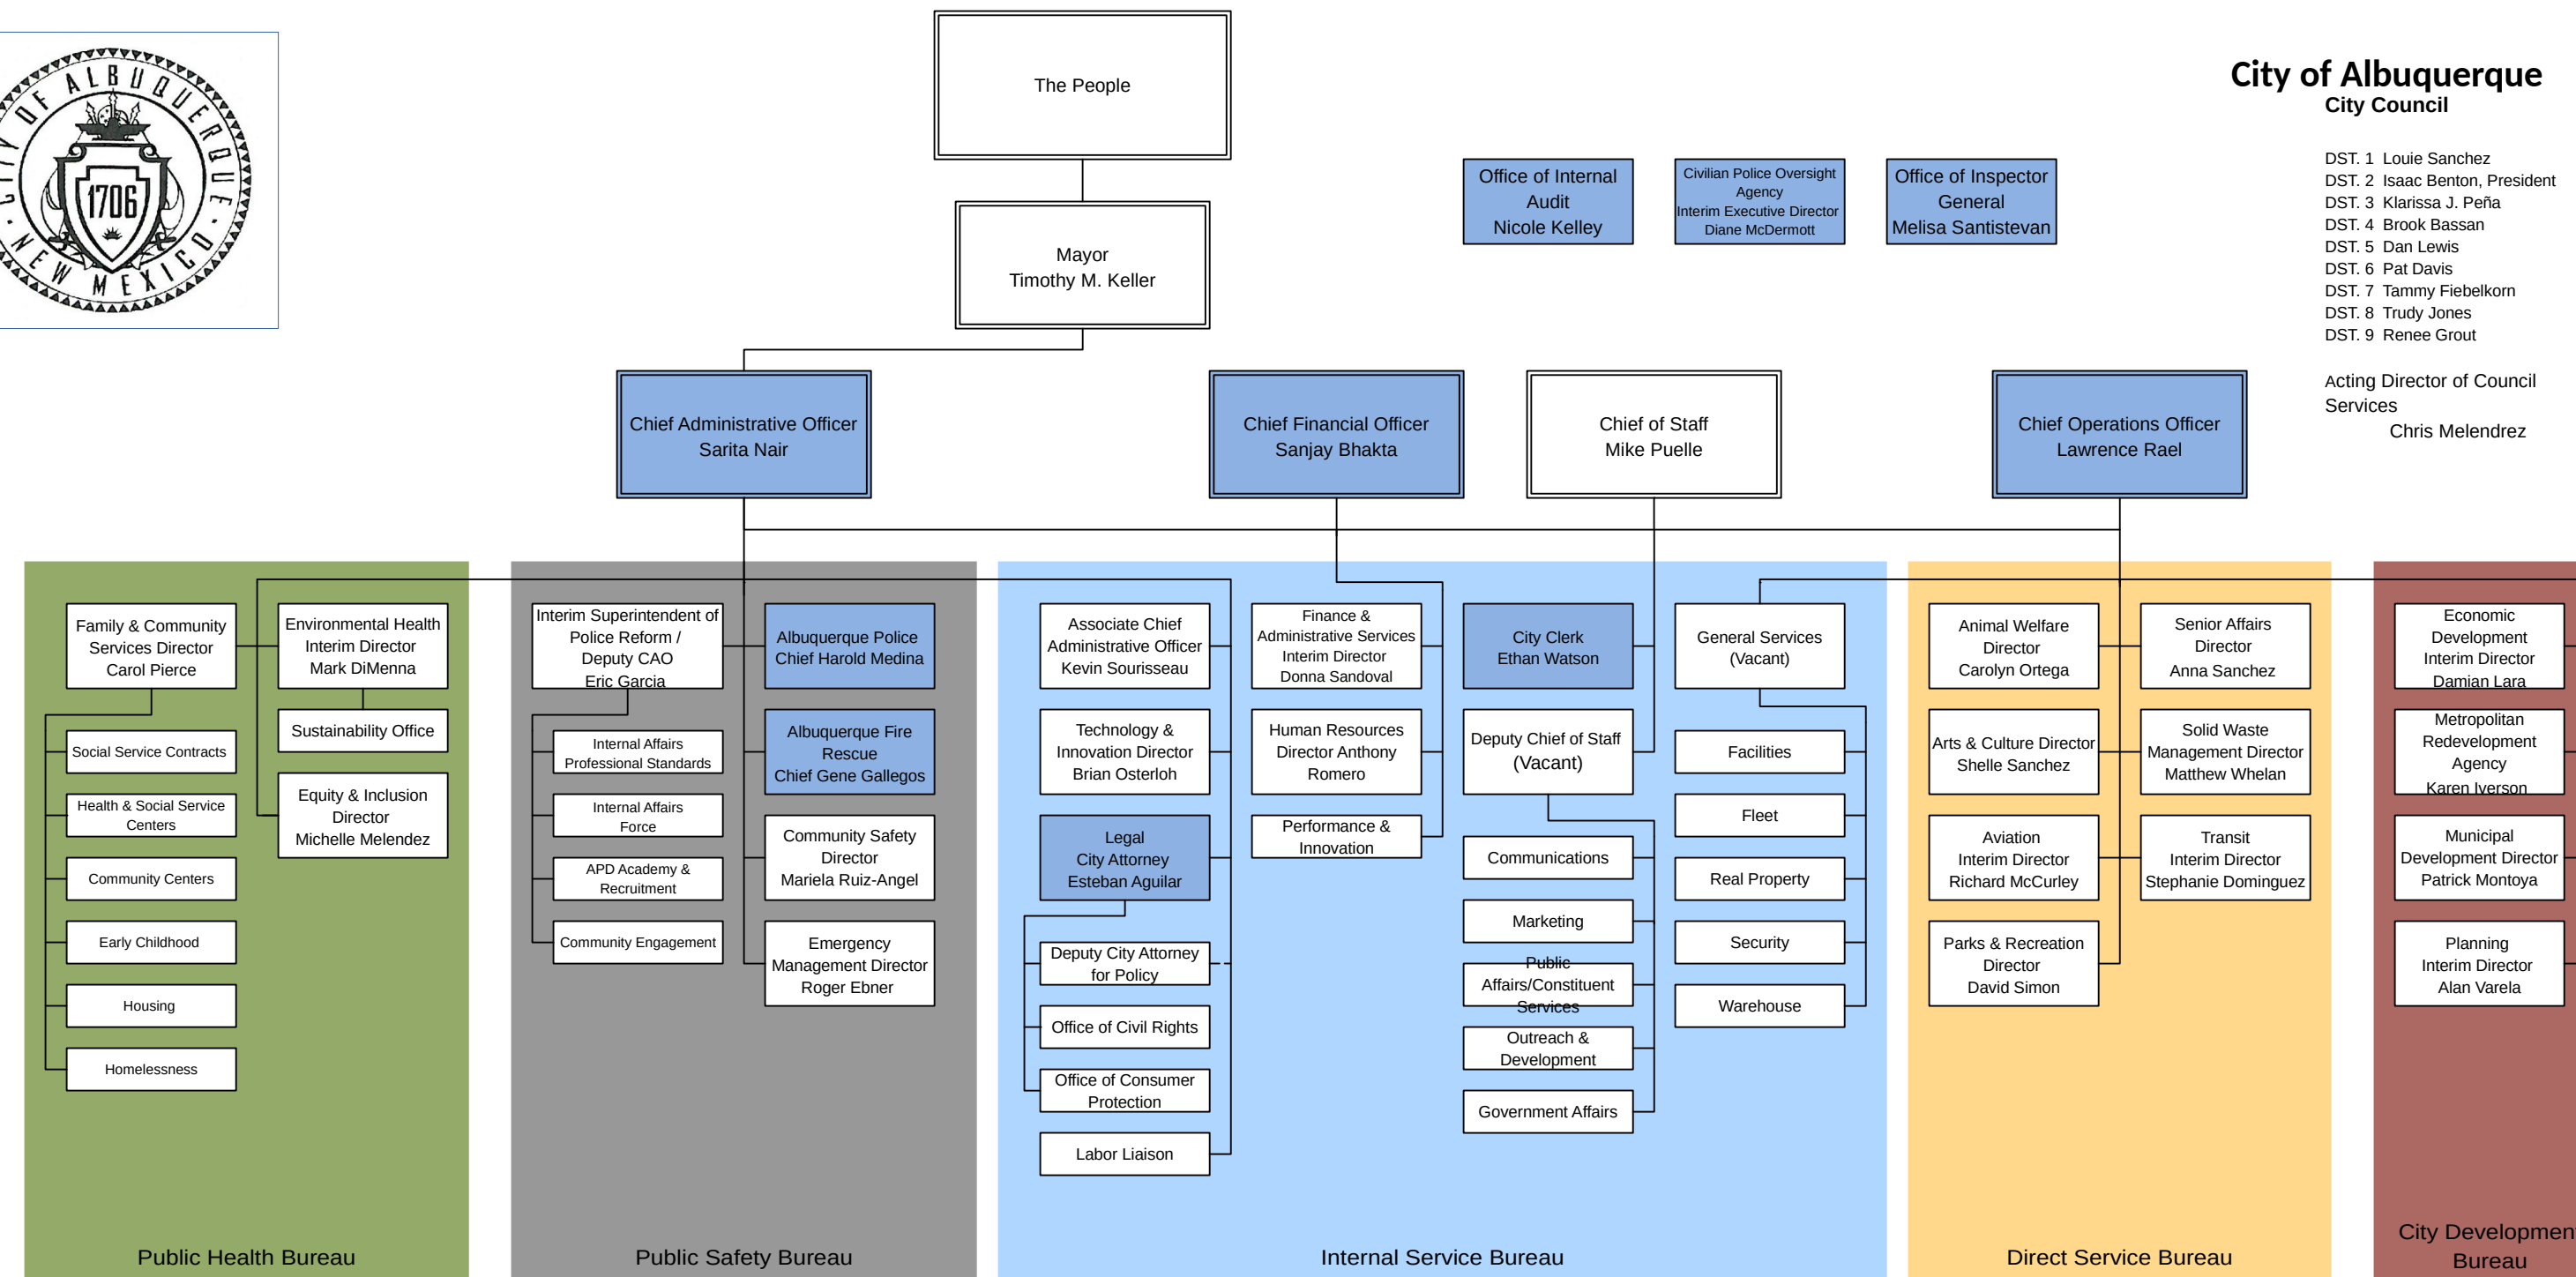 CITY OF ALBUQUERQUE
· NEW MEXICO ·
1706
The People
Mayor
Timothy M. Keller
Office of Internal
Audit
Nicole Kelley
Civilian Police Oversight
Agency
Interim Executive Director
Diane McDermott
Office of Inspector
General
Melisa Santistevan
City of Albuquerque
City Council
DST. 1 Louie Sanchez
DST. 2 Isaac Benton, President
DST. 3 Klarissa J. Peña
DST. 4 Brook Bassan
DST. 5 Dan Lewis
DST. 6 Pat Davis
DST. 7 Tammy Fiebelkorn
DST. 8 Trudy Jones
DST. 9 Renee Grout
Acting Director of Council
Services
Chris Melendrez
Chief Administrative Officer
Sarita Nair
Chief Financial Officer
Sanjay Bhakta
Chief of Staff
Mike Puelle
Chief Operations Officer
Lawrence Rael
Family & Community
Services Director
Carol Pierce
Social Service Contracts
Health & Social Service
Centers
Community Centers
Early Childhood
Housing
Homelessness
Environmental Health
Interim Director
Mark DiMenna
Sustainability Office
Equity & Inclusion
Director
Michelle Melendez
Public Health Bureau
Interim Superintendent of
Police Reform /
Deputy CAO
Eric Garcia
Internal Affairs
Professional Standards
Internal Affairs
Force
APD Academy &
Recruitment
Community Engagement
Albuquerque Police
Chief Harold Medina
Albuquerque Fire
Rescue
Chief Gene Gallegos
Community Safety
Director
Mariela Ruiz-Angel
Emergency
Management Director
Roger Ebner
Public Safety Bureau
Associate Chief
Administrative Officer
Kevin Sourisseau
Technology &
Innovation Director
Brian Osterloh
Legal
City Attorney
Esteban Aguilar
Deputy City Attorney
for Policy
Office of Civil Rights
Office of Consumer
Protection
Labor Liaison
Finance &
Administrative Services
Interim Director
Donna Sandoval
Human Resources
Director Anthony
Romero
Performance &
Innovation
City Clerk
Ethan Watson
Deputy Chief of Staff
(Vacant)
Communications
Marketing
Public
Affairs/Constituent
Services
Outreach &
Development
Government Affairs
General Services
(Vacant)
Facilities
Fleet
Real Property
Security
Warehouse
Internal Service Bureau
Animal Welfare
Director
Carolyn Ortega
Arts & Culture Director
Shelle Sanchez
Aviation
Interim Director
Richard McCurley
Parks & Recreation
Director
David Simon
Senior Affairs
Director
Anna Sanchez
Solid Waste
Management Director
Matthew Whelan
Transit
Interim Director
Stephanie Dominguez
Direct Service Bureau
Economic
Development
Interim Director
Damian Lara
Metropolitan
Redevelopment
Agency
Karen Iverson
Municipal
Development Director
Patrick Montoya
Planning
Interim Director
Alan Varela
City Developmen
Bureau